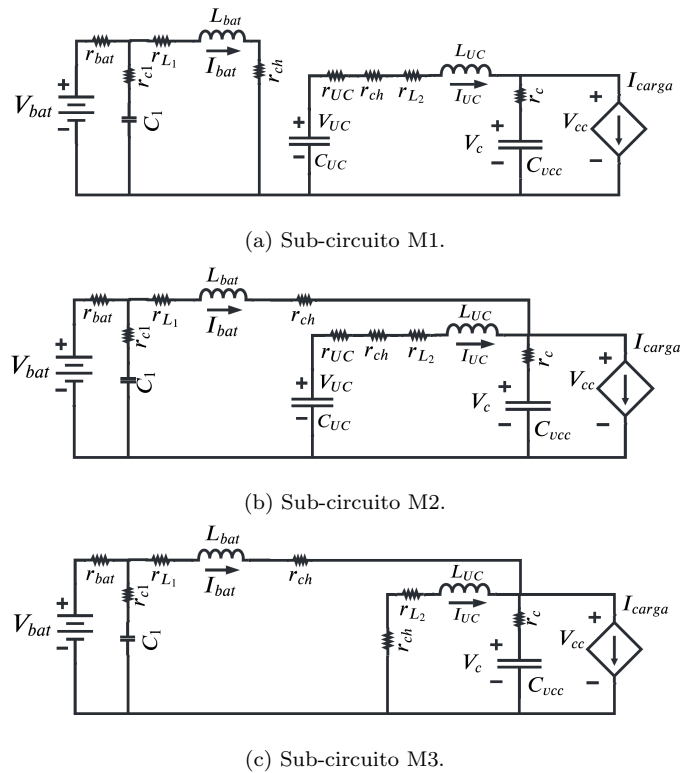 L_bat
r_bat r_L1 I_bat r_ch r_c1 C_1
V_bat + −
L_UC I_carga
r_UC r_ch r_L2 I_UC r_c
+ V_UC − C_UC
+ V_c − C_vcc
+ V_cc −
(a) Sub-circuito M1.
L_bat
r_bat r_L1 I_bat r_ch r_c1 C_1
V_bat + −
L_UC I_carga
r_UC r_ch r_L2 I_UC r_c
+ V_UC − C_UC
+ V_c − C_vcc
+ V_cc −
(b) Sub-circuito M2.
L_bat
r_bat r_L1 I_bat r_ch r_c1 C_1
V_bat + −
L_UC I_carga
r_L2 I_UC r_ch r_c
+ V_c − C_vcc
+ V_cc −
(c) Sub-circuito M3.